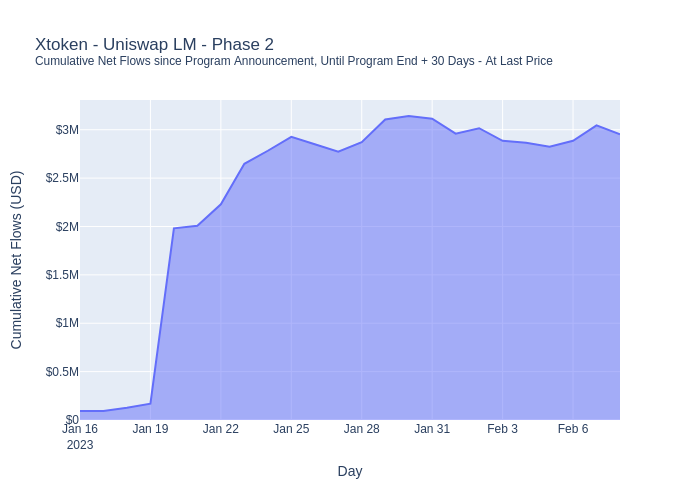 Xtoken - Uniswap LM - Phase 2
Cumulative Net Flows since Program Announcement, Until Program End + 30 Days - At Last Price
Cumulative Net Flows (USD)
$3M
$2.5M
$2M
$1.5M
$1M
$0.5M
$0
Jan 16 Jan 19 Jan 22 Jan 25 Jan 28 Jan 31 Feb 3 Feb 6
2023
Day